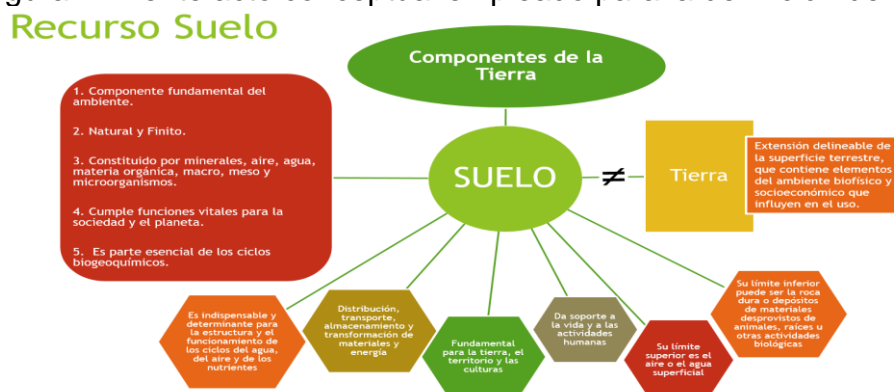 Recurso Suelo
Componentes de la
Tierra
1. Componente fundamental del
ambiente.
2. Natural y Finito.
3. Constituido por minerales, aire, agua,
materia orgánica, macro, meso y
microorganismos.
4. Cumple funciones vitales para la
sociedad y el planeta.
5. Es parte esencial de los ciclos
biogeoquímicos.
SUELO
≠
Tierra
Extensión delineable de
la superficie terrestre,
que contiene elementos
del ambiente biofísico y
socioeconómico que
influyen en el uso.
Es indispensable y
determinante para
la estructura y el
funcionamiento de
los ciclos del agua,
del aire y de los
nutrientes
Distribución,
transporte,
almacenamiento y
transformación de
materiales y
energía
Fundamental
para la tierra, el
territorio y las
culturas
Da soporte a
la vida y a las
actividades
humanas
Su límite
superior es el
aire o el agua
superficial
Su límite inferior
puede ser la roca
dura o depósitos
de materiales
desprovistos de
animales, raíces u
otras actividades
biológicas